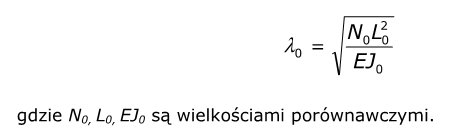 λ₀ = √(N₀L₀²/EJ₀)
gdzie N₀, L₀, EJ₀ są wielkościami porównawczymi.